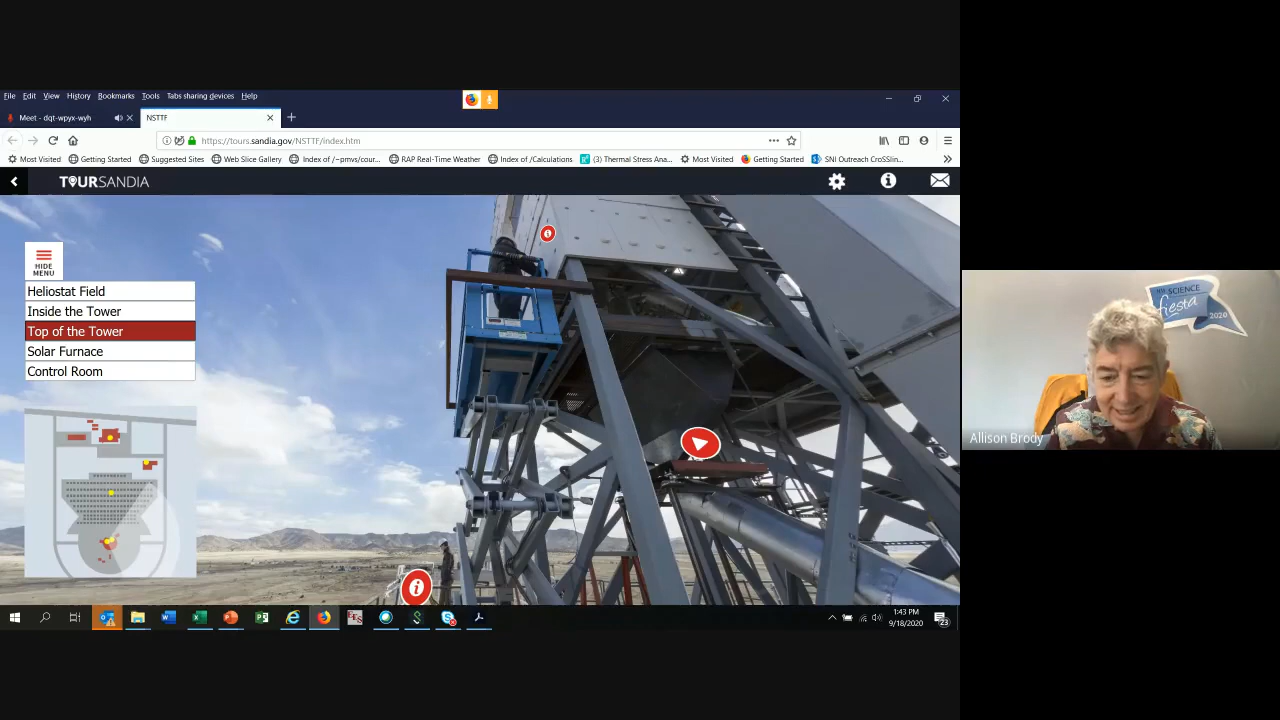 File Edit View History Bookmarks Tools Tabs sharing devices Help
Meet - dqt-wpyx-wyh
NSTTF
https://tours.sandia.gov/NSTTF/index.htm
Most Visited Getting Started Suggested Sites Web Slice Gallery Index of /~pmvs/cour... RAP Real-Time Weather Index of /Calculations (3) Thermal Stress Ana... Most Visited Getting Started SNI Outreach CroSSlin...
TOURSANDIA
HIDE
MENU
Heliostat Field
Inside the Tower
Top of the Tower
Solar Furnace
Control Room
SCIENCE
fiesta
2020
Allison Brody
1:43 PM
9/18/2020
23